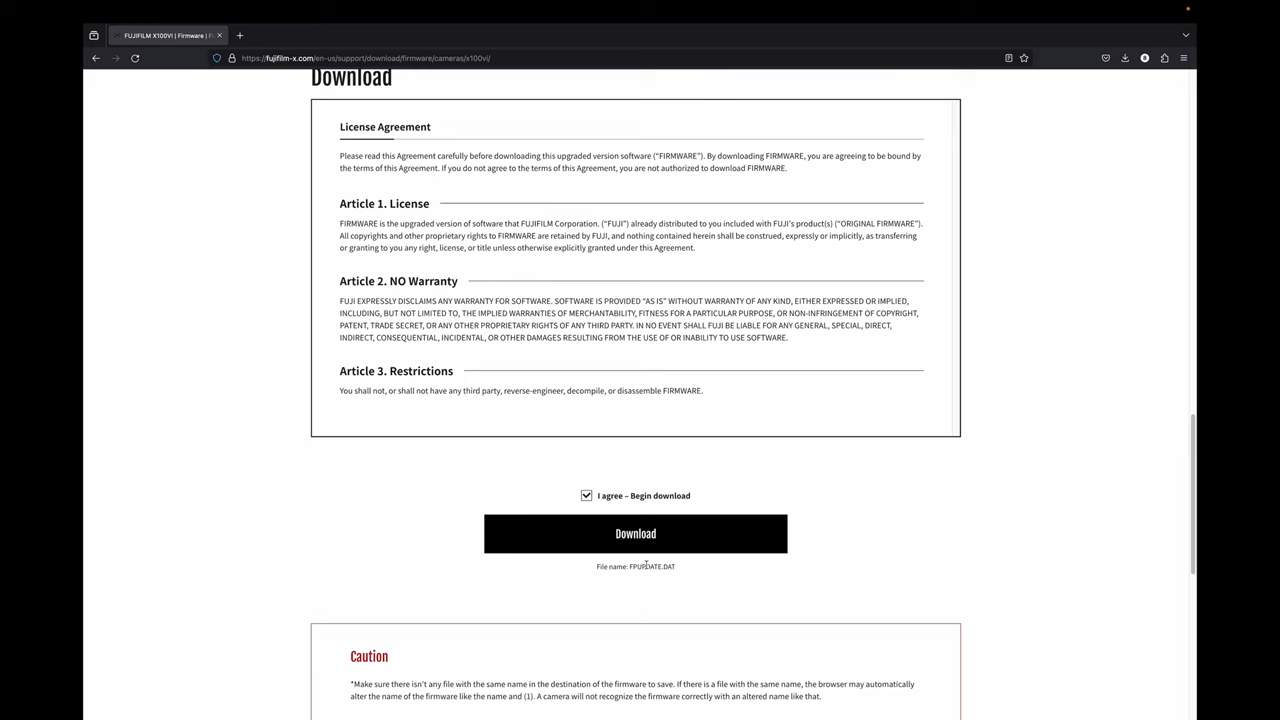 FUJIFILM X100VI | Firmware | F
https://fujifilm-x.com/en-us/support/download/firmware/cameras/x100vi/
Download
License Agreement
Please read this Agreement carefully before downloading this upgraded version software (“FIRMWARE”). By downloading FIRMWARE, you are agreeing to be bound by
the terms of this Agreement. If you do not agree to the terms of this Agreement, you are not authorized to download FIRMWARE.
Article 1. License
FIRMWARE is the upgraded version of software that FUJIFILM Corporation. (“FUJI”) already distributed to you included with FUJI’s product(s) (“ORIGINAL FIRMWARE”).
All copyrights and other proprietary rights to FIRMWARE are retained by FUJI, and nothing contained herein shall be construed, expressly or implicitly, as transferring
or granting to you any right, license, or title unless otherwise explicitly granted under this Agreement.
Article 2. NO Warranty
FUJI EXPRESSLY DISCLAIMS ANY WARRANTY FOR SOFTWARE. SOFTWARE IS PROVIDED “AS IS” WITHOUT WARRANTY OF ANY KIND, EITHER EXPRESSED OR IMPLIED,
INCLUDING, BUT NOT LIMITED TO, THE IMPLIED WARRANTIES OF MERCHANTABILITY, FITNESS FOR A PARTICULAR PURPOSE, OR NON-INFRINGEMENT OF COPYRIGHT,
PATENT, TRADE SECRET, OR ANY OTHER PROPRIETARY RIGHTS OF ANY THIRD PARTY. IN NO EVENT SHALL FUJI BE LIABLE FOR ANY GENERAL, SPECIAL, DIRECT,
INDIRECT, CONSEQUENTIAL, INCIDENTAL, OR OTHER DAMAGES RESULTING FROM THE USE OF OR INABILITY TO USE SOFTWARE.
Article 3. Restrictions
You shall not, or shall not have any third party, reverse-engineer, decompile, or disassemble FIRMWARE.
I agree – Begin download
Download
File name: FPUPDATE.DAT
Caution
*Make sure there isn’t any file with the same name in the destination of the firmware to save. If there is a file with the same name, the browser may automatically
alter the name of the firmware like the name and (1). A camera will not recognize the firmware correctly with an altered name like that.